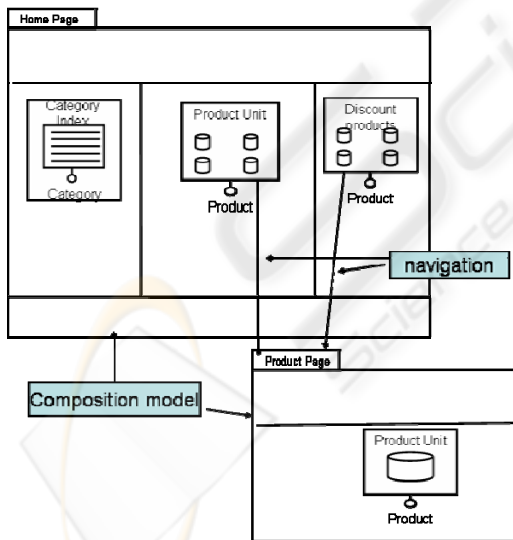 Home Page
Category
Index
Category
Product Unit
Product
Discount
products
Product
navigation
Product Page
Composition model
Product Unit
Product